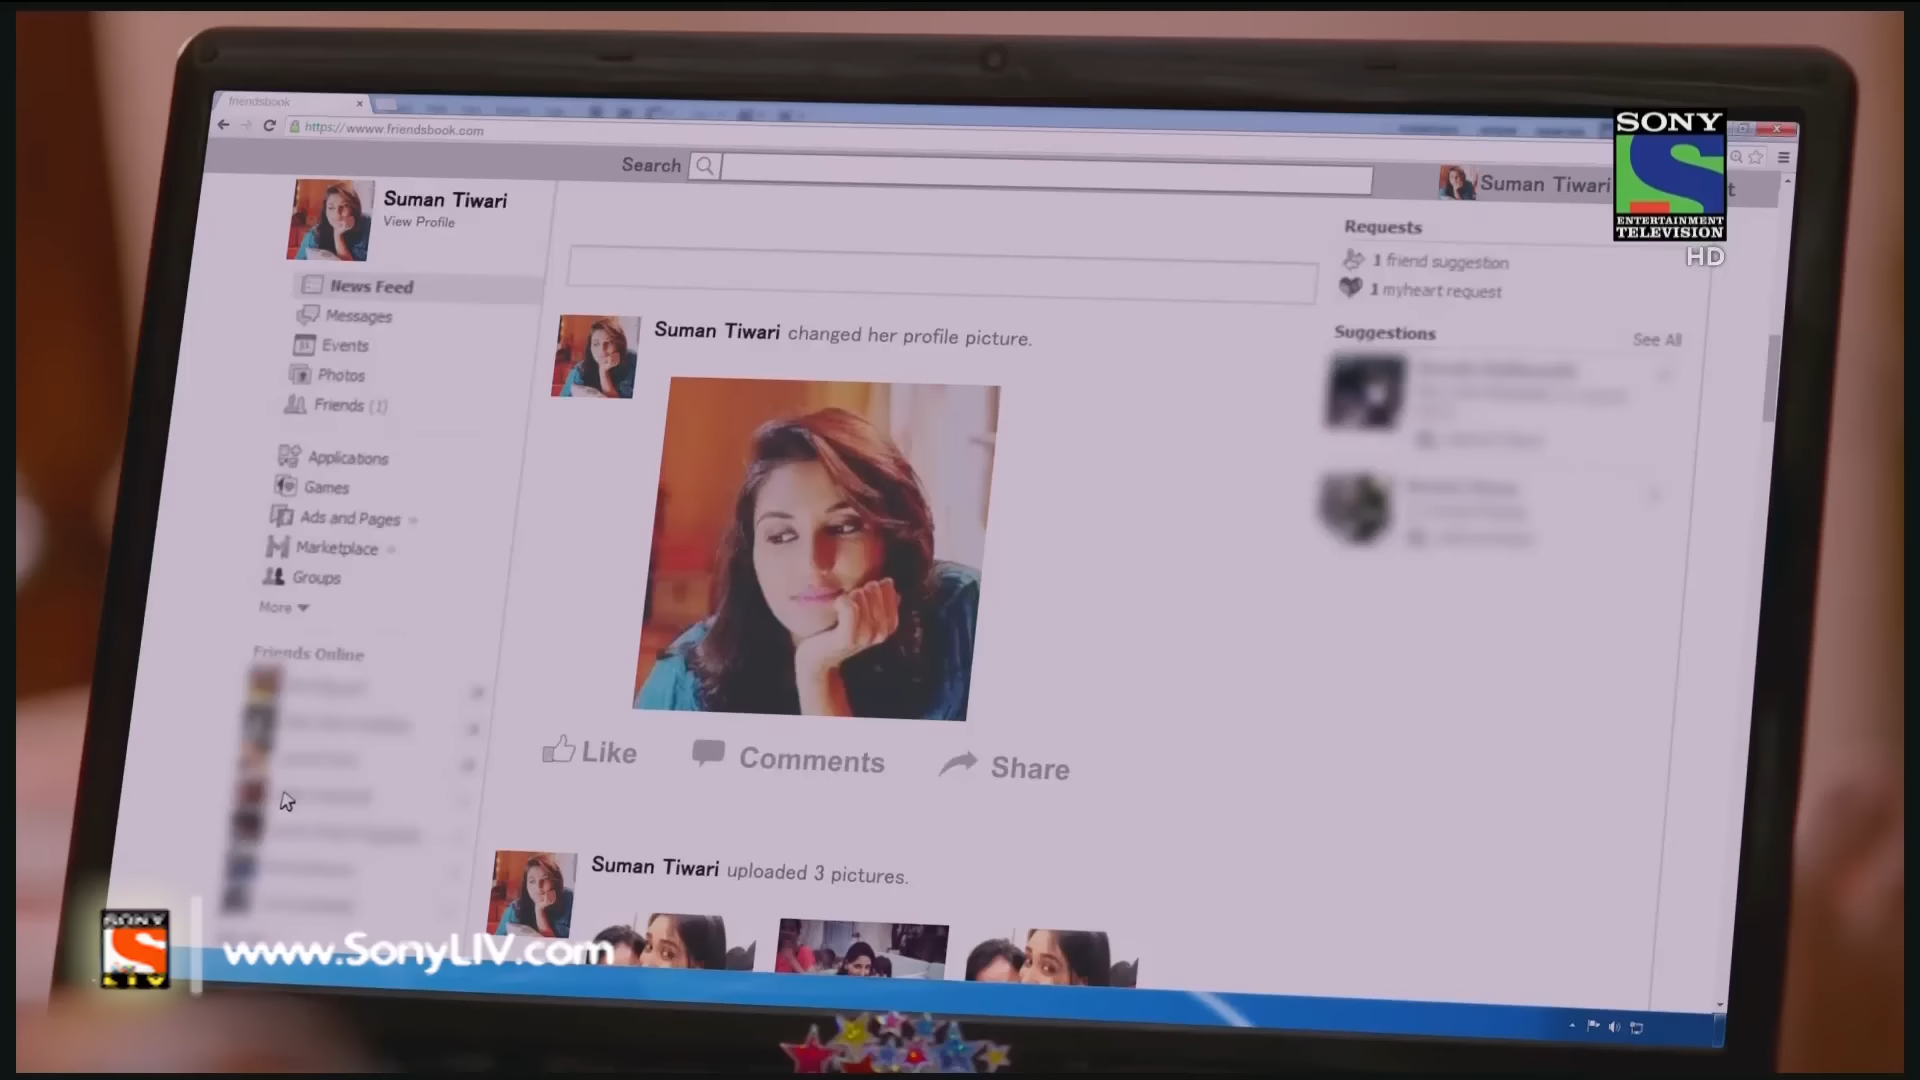 friendsbook
https://wwww.friendsbook.com
Search
Suman Tiwari
SONY
ENTERTAINMENT
TELEVISION
HD
Suman Tiwari
View Profile
News Feed
Messages
Events
Photos
Friends (1)
Applications
Games
Ads and Pages
Marketplace
Groups
More
Friends Online
Suman Tiwari changed her profile picture.
Like
Comments
Share
Suman Tiwari uploaded 3 pictures.
Requests
1 friend suggestion
1 myheart request
Suggestions
See All
SONY
LIV
www.SonyLIV.com